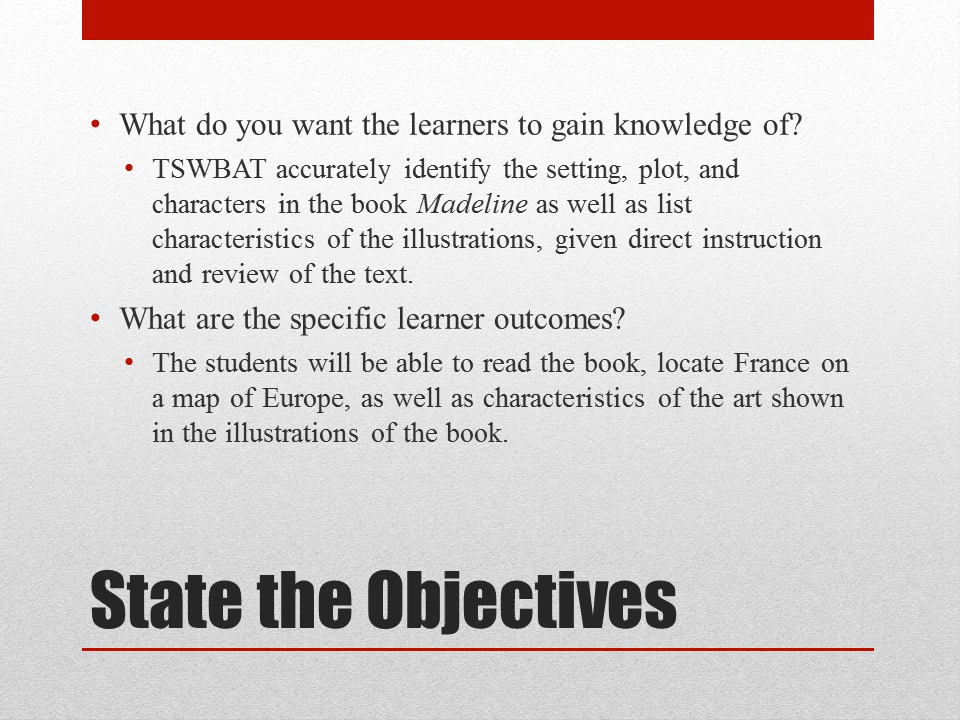 • What do you want the learners to gain knowledge of?
• TSWBAT accurately identify the setting, plot, and
characters in the book Madeline as well as list
characteristics of the illustrations, given direct instruction
and review of the text.
• What are the specific learner outcomes?
• The students will be able to read the book, locate France on
a map of Europe, as well as characteristics of the art shown
in the illustrations of the book.
State the Objectives